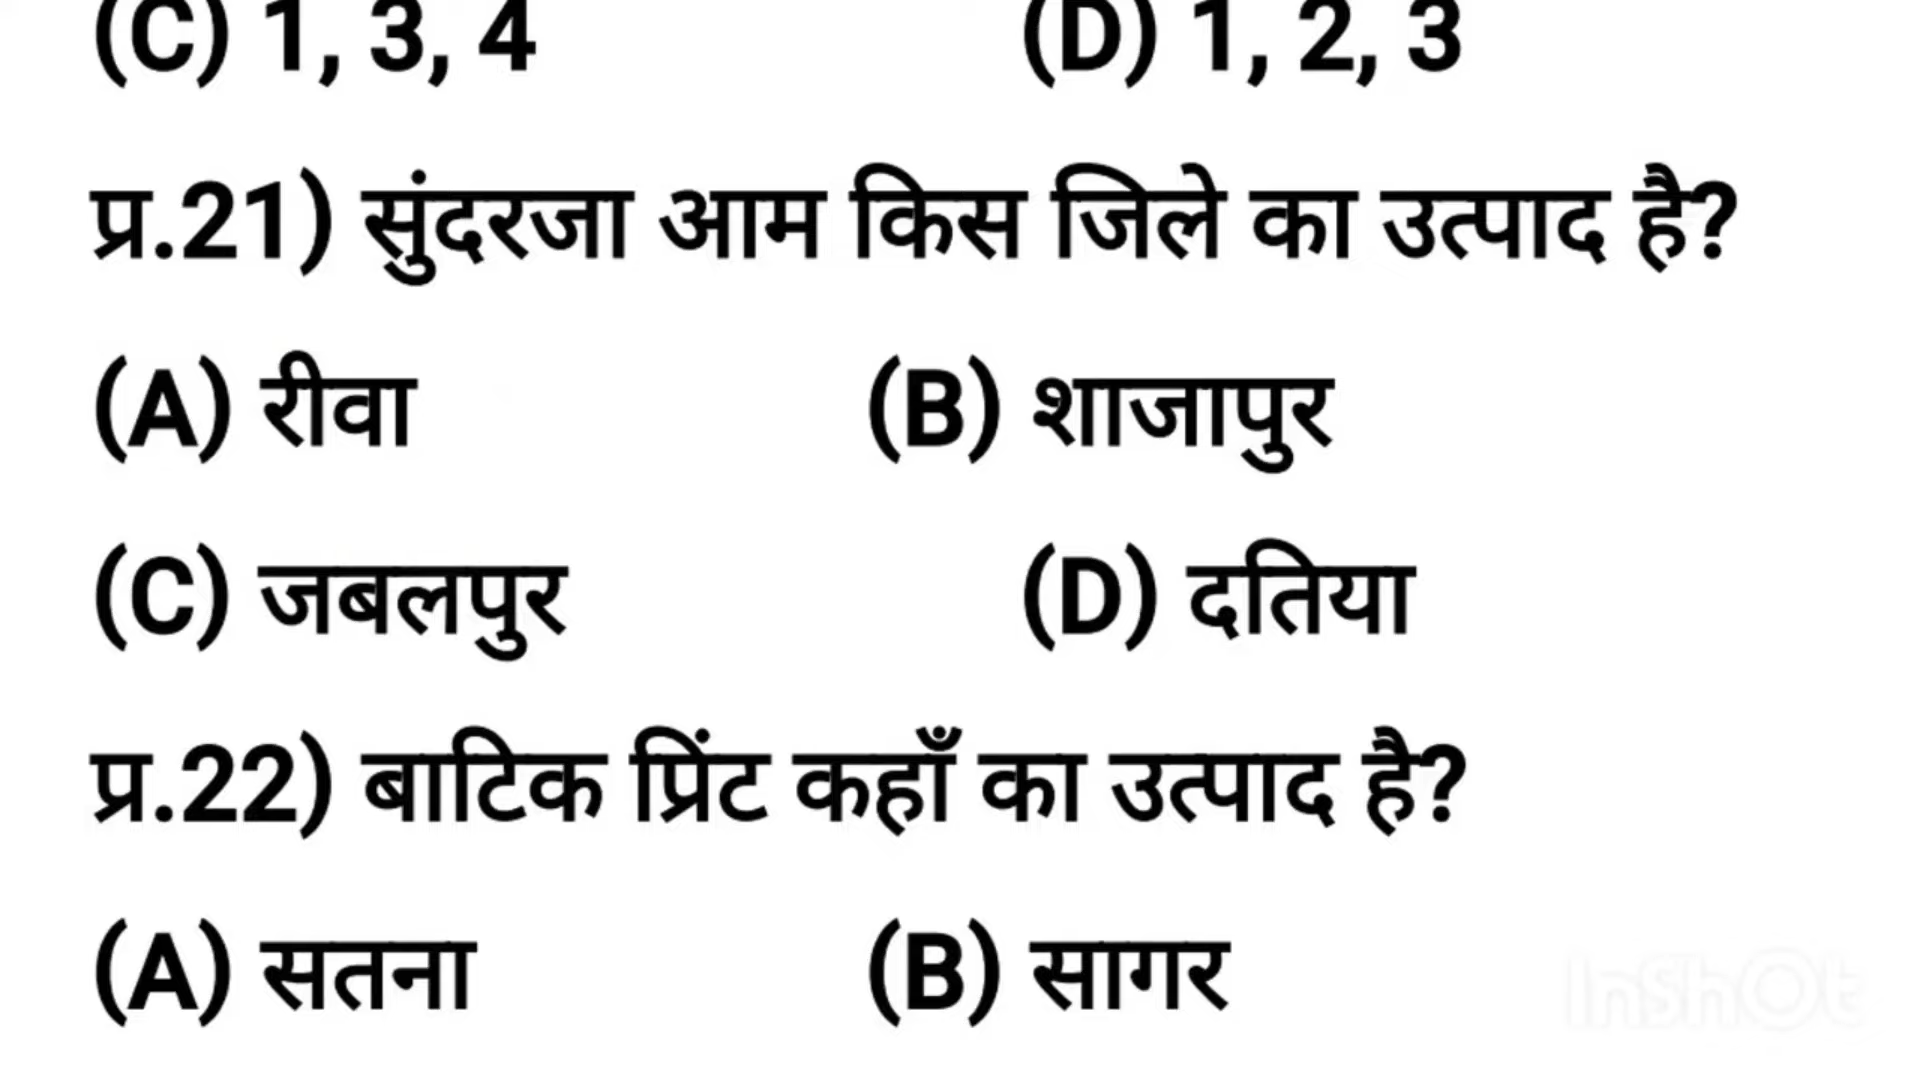 (C) 1, 3, 4 (D) 1, 2, 3
प्र.21) सुंदरजा आम किस जिले का उत्पाद है?
(A) रीवा (B) शाजापुर
(C) जबलपुर (D) दतिया
प्र.22) बाटिक प्रिंट कहाँ का उत्पाद है?
(A) सतना (B) सागर
InShOt